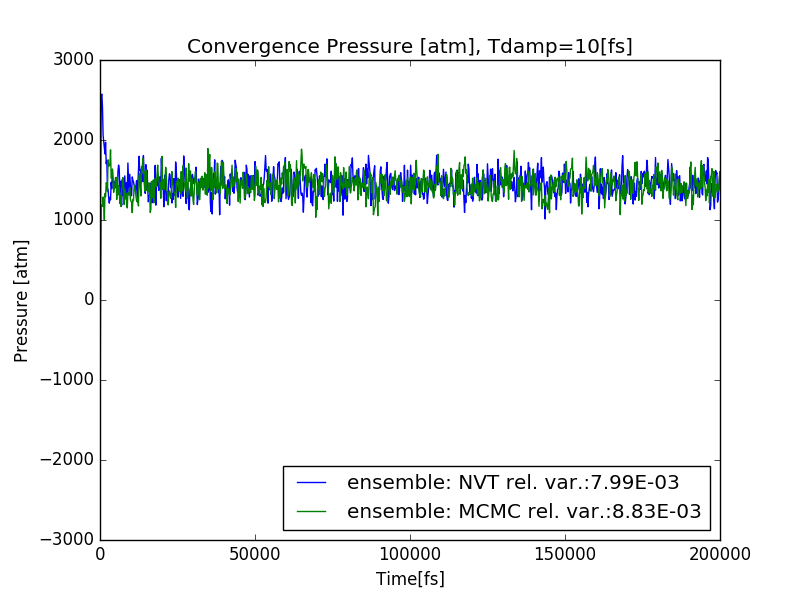 Convergence Pressure [atm], Tdamp=10[fs]
3000
2000
1000
0
−1000
−2000
−3000
Pressure [atm]
ensemble: NVT rel. var.:7.99E-03
ensemble: MCMC rel. var.:8.83E-03
0 50000 100000 150000 200000
Time[fs]